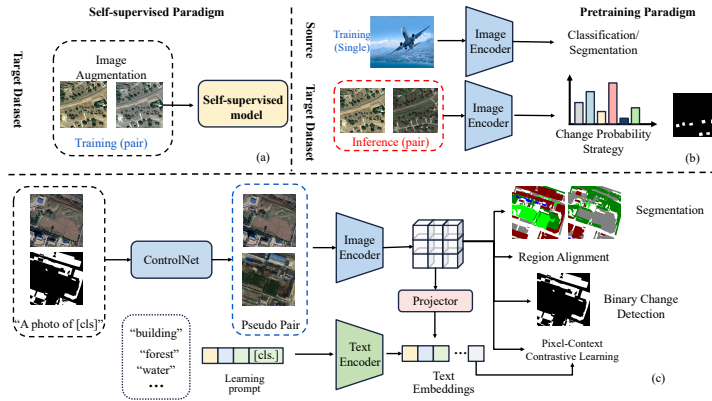 Self-supervised Paradigm
Target Dataset
Image
Augmentation
Training (pair)
Self-supervised
model
(a)
Pretraining Paradigm
Source
Training
(Single)
Image
Encoder
Classification/
Segmentation
Target Dataset
Inference (pair)
Image
Encoder
Change Probability
Strategy
(b)
"A photo of [cls]"
ControlNet
Pseudo Pair
Image
Encoder
Projector
Segmentation
Region Alignment
Binary Change
Detection
Pixel-Context
Contrastive Learning
"building"
"forest"
"water"
•••
[cls.]
Learning
prompt
Text
Encoder
•••
Text
Embeddings
(c)